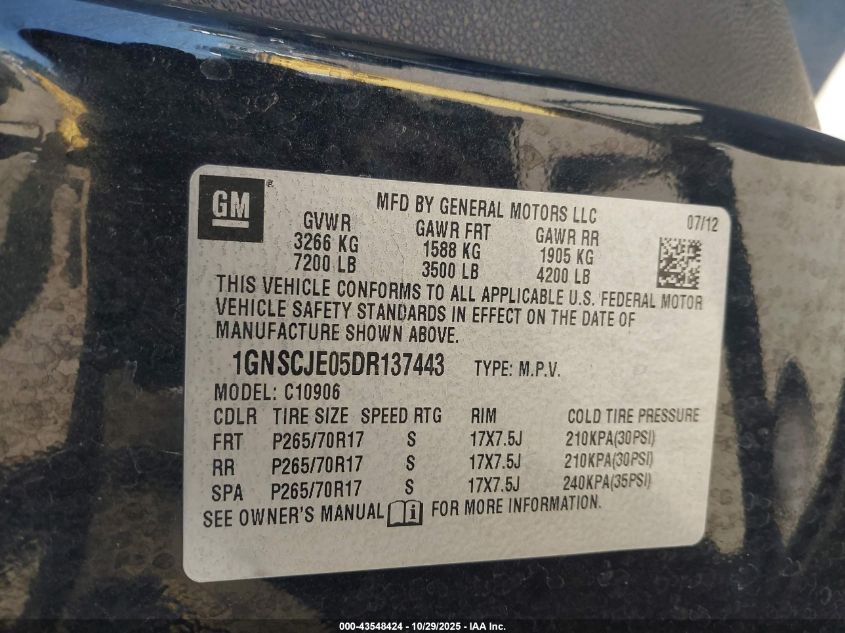 GM ®
MFD BY GENERAL MOTORS LLC
07/12
GVWR GAWR FRT GAWR RR
3266 KG 1588 KG 1905 KG
7200 LB 3500 LB 4200 LB
THIS VEHICLE CONFORMS TO ALL APPLICABLE U.S. FEDERAL MOTOR
VEHICLE SAFETY STANDARDS IN EFFECT ON THE DATE OF
MANUFACTURE SHOWN ABOVE.
1GNSCJE05DR137443 TYPE: M.P.V.
MODEL: C10906
CDLR TIRE SIZE SPEED RTG RIM COLD TIRE PRESSURE
FRT P265/70R17 S 17X7.5J 210KPA(30PSI)
RR P265/70R17 S 17X7.5J 210KPA(30PSI)
SPA P265/70R17 S 17X7.5J 240KPA(35PSI)
SEE OWNER'S MANUAL FOR MORE INFORMATION.
000-43548424 - 10/29/2025 - IAA Inc.